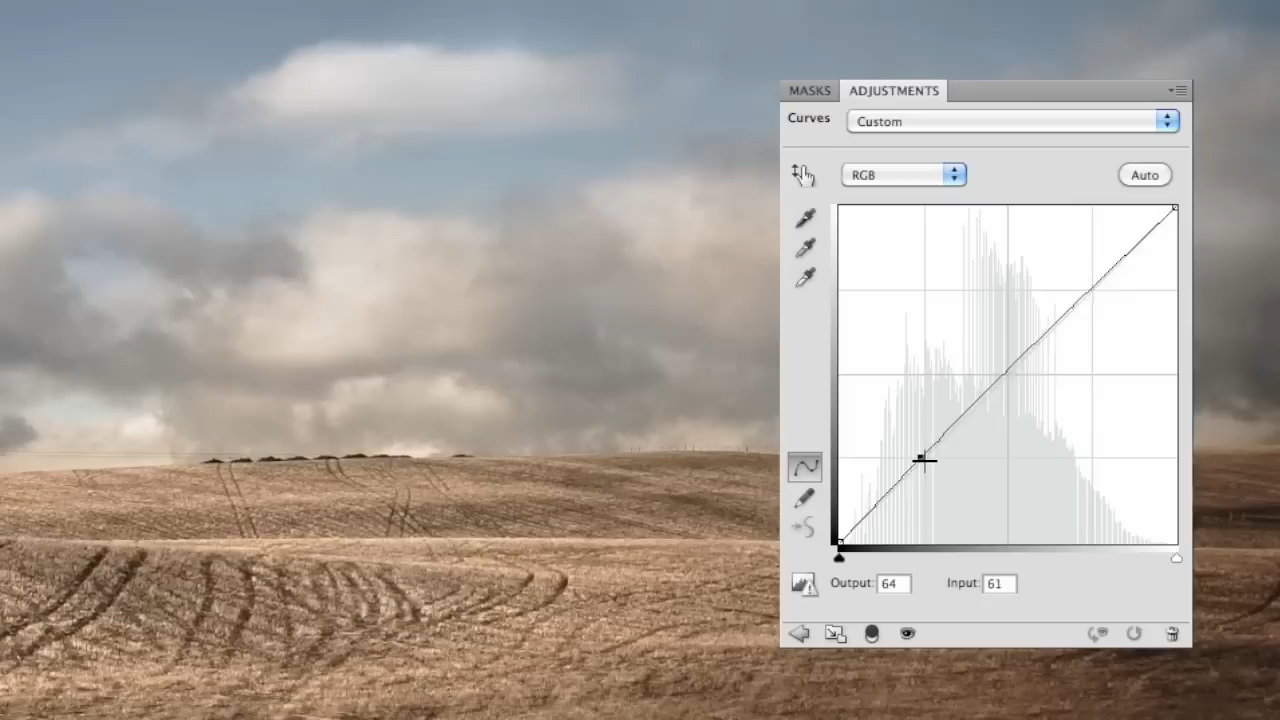 MASKS ADJUSTMENTS
Curves Custom
RGB Auto
Output: 64 Input: 61